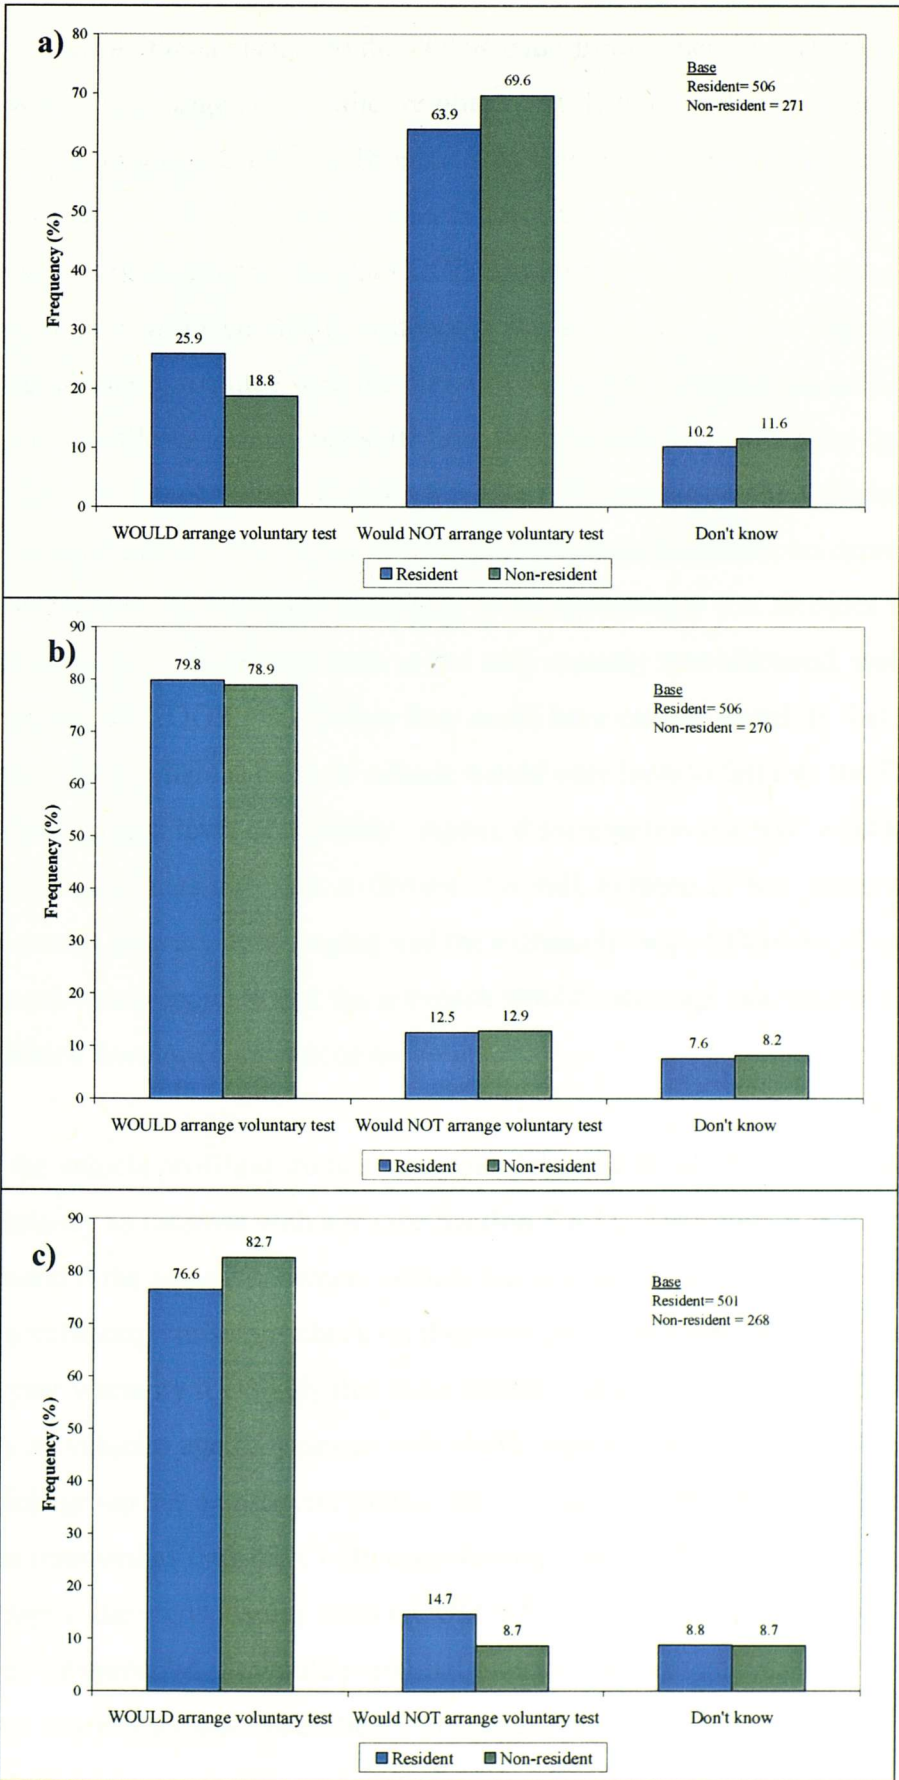 a)
80
70
60
50
40
30
20
10
0
Frequency (%)
Base
Resident= 506
Non-resident = 271
25.9
18.8
63.9
69.6
10.2
11.6
WOULD arrange voluntary test Would NOT arrange voluntary test Don't know
Resident Non-resident
b)
90
80
70
60
50
40
30
20
10
0
Frequency (%)
Base
Resident= 506
Non-resident = 270
79.8
78.9
12.5
12.9
7.6
8.2
WOULD arrange voluntary test Would NOT arrange voluntary test Don't know
Resident Non-resident
c)
90
80
70
60
50
40
30
20
10
0
Frequency (%)
Base
Resident= 501
Non-resident = 268
76.6
82.7
14.7
8.7
8.8
8.7
WOULD arrange voluntary test Would NOT arrange voluntary test Don't know
Resident Non-resident